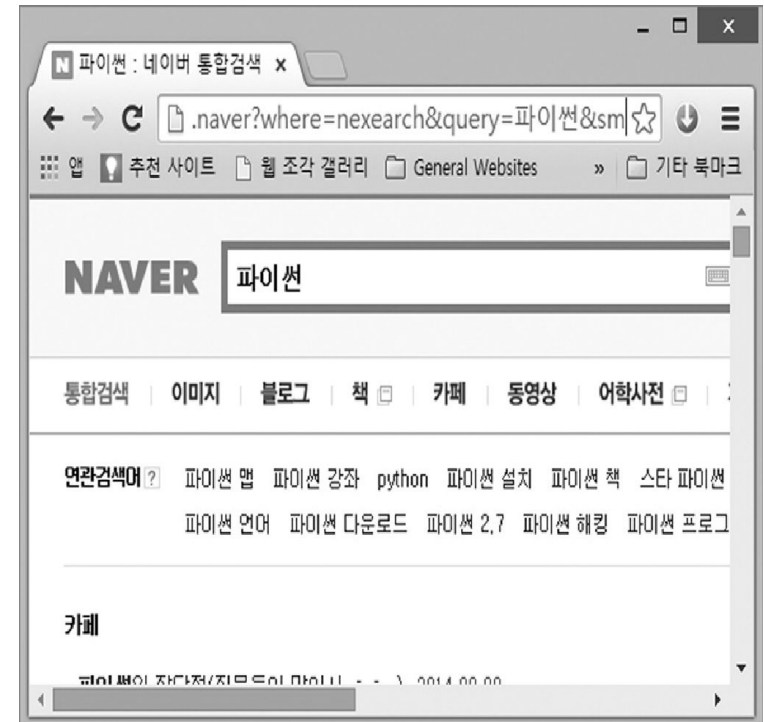 N 파이썬 : 네이버 통합검색 x
.naver?where=nexearch&query=파이썬&sm
앱 추천 사이트 웹 조각 갤러리 General Websites » 기타 북마크
NAVER 파이썬
통합검색 이미지 블로그 책 카페 동영상 어학사전
연관검색어 ? 파이썬 맵 파이썬 강좌 python 파이썬 설치 파이썬 책 스타 파이썬
파이썬 언어 파이썬 다운로드 파이썬 2.7 파이썬 해킹 파이썬 프로그
카페